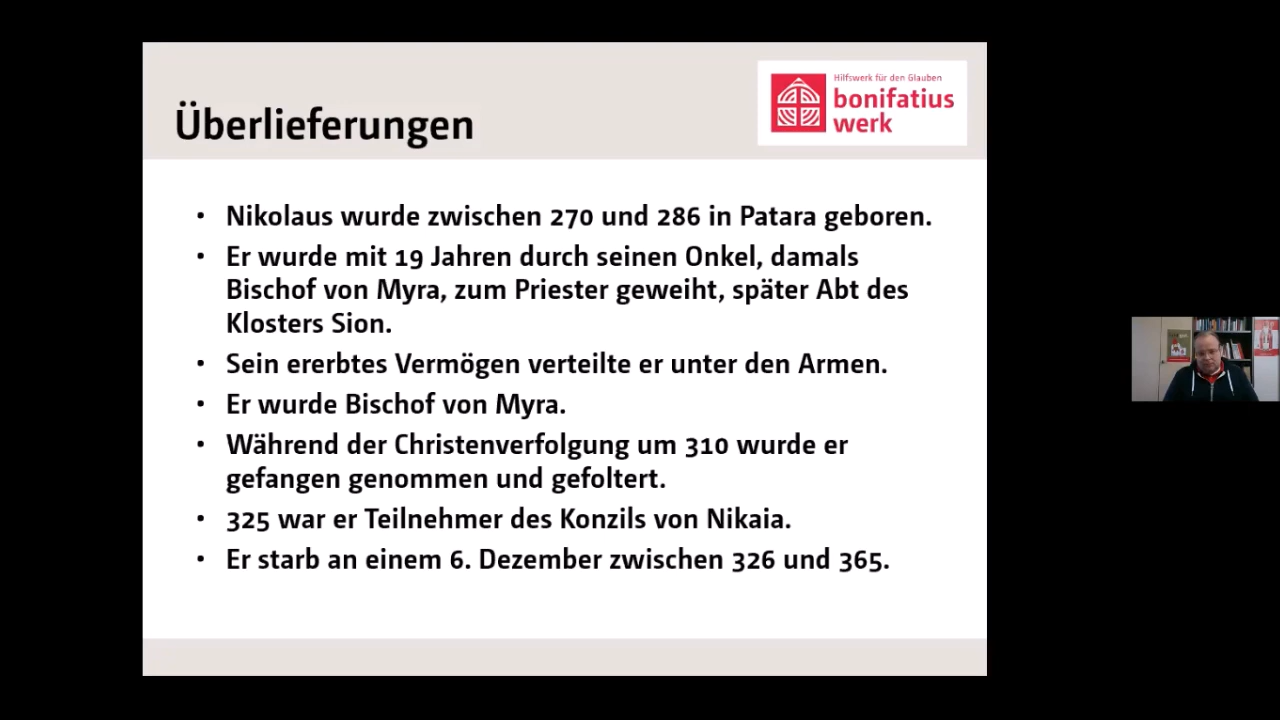 Überlieferungen
Hilfswerk für den Glauben
bonifatius
werk
• Nikolaus wurde zwischen 270 und 286 in Patara geboren.
• Er wurde mit 19 Jahren durch seinen Onkel, damals
Bischof von Myra, zum Priester geweiht, später Abt des
Klosters Sion.
• Sein ererbtes Vermögen verteilte er unter den Armen.
• Er wurde Bischof von Myra.
• Während der Christenverfolgung um 310 wurde er
gefangen genommen und gefoltert.
• 325 war er Teilnehmer des Konzils von Nikaia.
• Er starb an einem 6. Dezember zwischen 326 und 365.